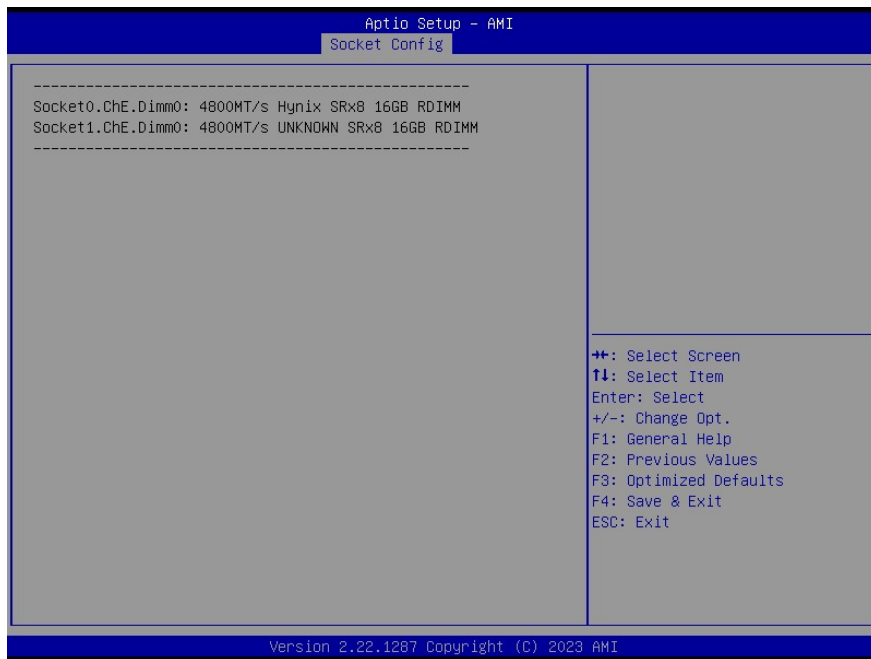 Aptio Setup - AMI
Socket Config
--------------------------------------------------
Socket0.ChE.Dimm0: 4800MT/s Hynix SRx8 16GB RDIMM
Socket1.ChE.Dimm0: 4800MT/s UNKNOWN SRx8 16GB RDIMM
--------------------------------------------------
→←: Select Screen
↑↓: Select Item
Enter: Select
+/-: Change Opt.
F1: General Help
F2: Previous Values
F3: Optimized Defaults
F4: Save & Exit
ESC: Exit
Version 2.22.1287 Copyright (C) 2023 AMI